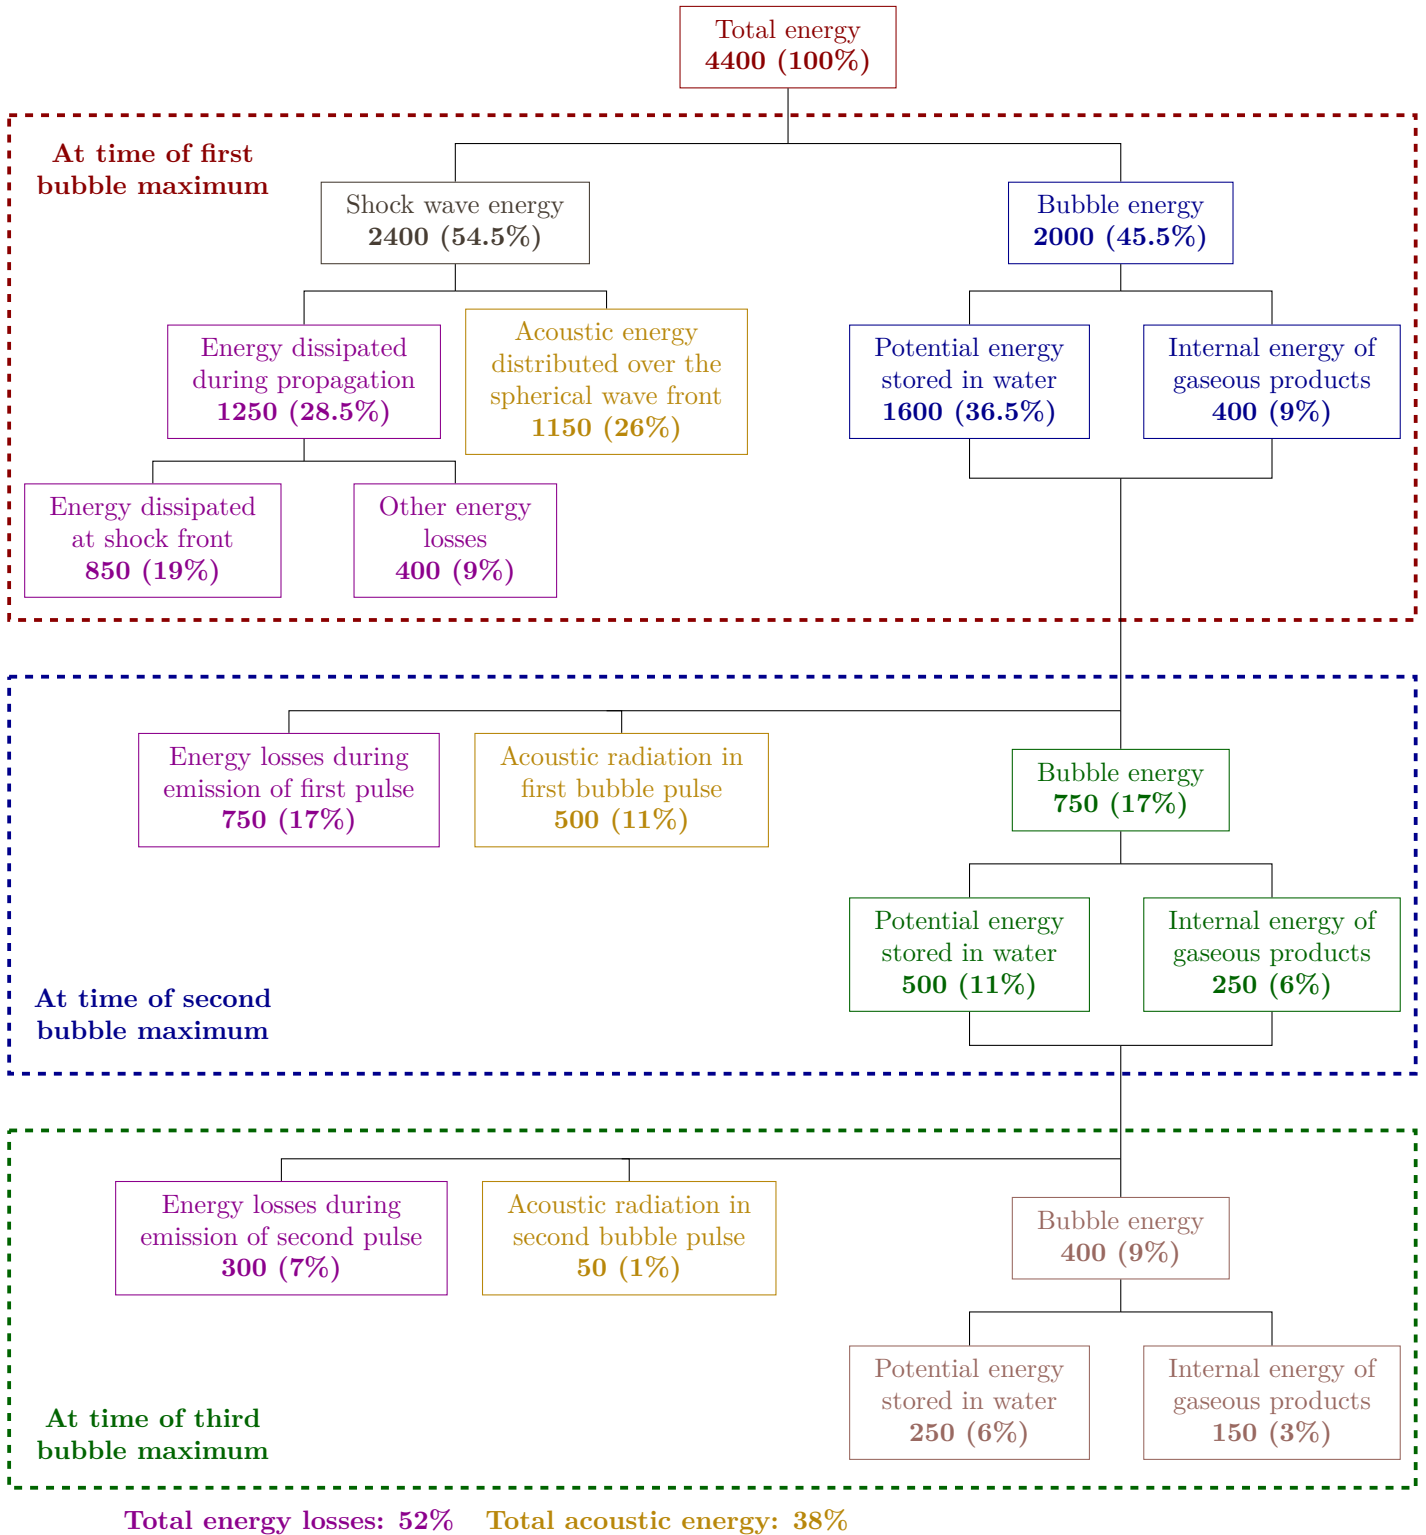 Total energy
4400 (100%)
At time of first
bubble maximum
Shock wave energy
2400 (54.5%)
Bubble energy
2000 (45.5%)
Energy dissipated
during propagation
1250 (28.5%)
Acoustic energy
distributed over the
spherical wave front
1150 (26%)
Potential energy
stored in water
1600 (36.5%)
Internal energy of
gaseous products
400 (9%)
Energy dissipated
at shock front
850 (19%)
Other energy
losses
400 (9%)
Energy losses during
emission of first pulse
750 (17%)
Acoustic radiation in
first bubble pulse
500 (11%)
Bubble energy
750 (17%)
Potential energy
stored in water
500 (11%)
Internal energy of
gaseous products
250 (6%)
At time of second
bubble maximum
Energy losses during
emission of second pulse
300 (7%)
Acoustic radiation in
second bubble pulse
50 (1%)
Bubble energy
400 (9%)
Potential energy
stored in water
250 (6%)
Internal energy of
gaseous products
150 (3%)
At time of third
bubble maximum
Total energy losses: 52%
Total acoustic energy: 38%